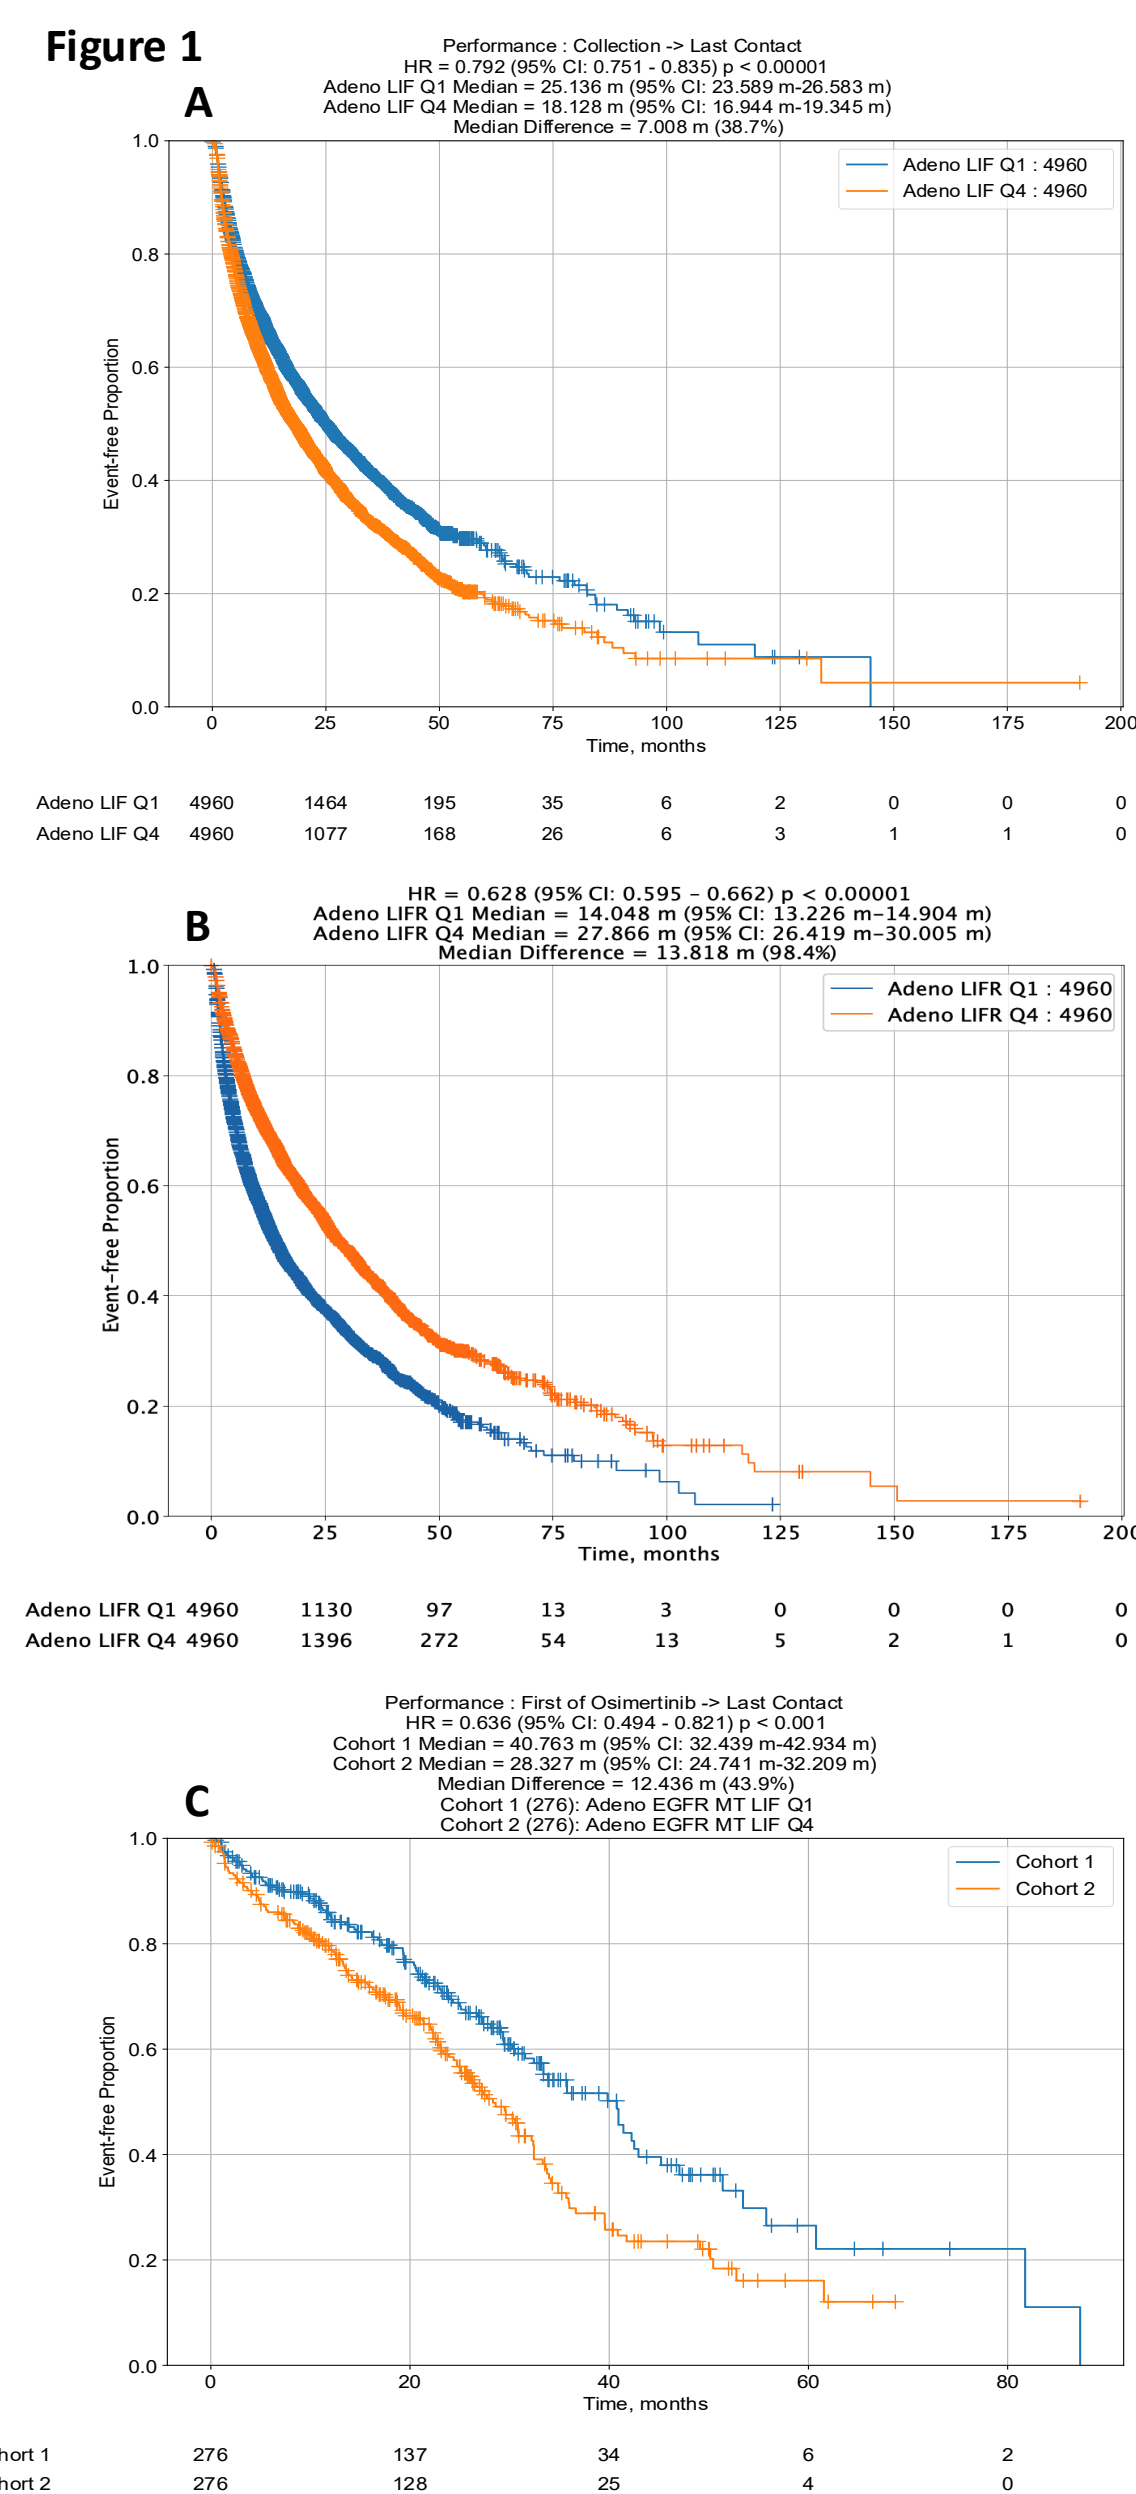 Figure 1
A
Performance : Collection -> Last Contact
HR = 0.792 (95% CI: 0.751 - 0.835) p < 0.00001
Adeno LIF Q1 Median = 25.136 m (95% CI: 23.589 m-26.583 m)
Adeno LIF Q4 Median = 18.128 m (95% CI: 16.944 m-19.345 m)
Median Difference = 7.008 m (38.7%)
Adeno LIF Q1 : 4960
Adeno LIF Q4 : 4960
Event-free Proportion
1.0
0.8
0.6
0.4
0.2
0.0
0 25 50 75 100 125 150 175 200
Time, months
Adeno LIF Q1 4960 1464 195 35 6 2 0 0 0
Adeno LIF Q4 4960 1077 168 26 6 3 1 1 0
B
HR = 0.628 (95% CI: 0.595 – 0.662) p < 0.00001
Adeno LIFR Q1 Median = 14.048 m (95% CI: 13.226 m–14.904 m)
Adeno LIFR Q4 Median = 27.866 m (95% CI: 26.419 m–30.005 m)
Median Difference = 13.818 m (98.4%)
Adeno LIFR Q1 : 4960
Adeno LIFR Q4 : 4960
Event–free Proportion
1.0
0.8
0.6
0.4
0.2
0.0
0 25 50 75 100 125 150 175 200
Time, months
Adeno LIFR Q1 4960 1130 97 13 3 0 0 0 0
Adeno LIFR Q4 4960 1396 272 54 13 5 2 1 0
C
Performance : First of Osimertinib -> Last Contact
HR = 0.636 (95% CI: 0.494 - 0.821) p < 0.001
Cohort 1 Median = 40.763 m (95% CI: 32.439 m-42.934 m)
Cohort 2 Median = 28.327 m (95% CI: 24.741 m-32.209 m)
Median Difference = 12.436 m (43.9%)
Cohort 1 (276): Adeno EGFR MT LIF Q1
Cohort 2 (276): Adeno EGFR MT LIF Q4
Cohort 1
Cohort 2
Event-free Proportion
1.0
0.8
0.6
0.4
0.2
0.0
0 20 40 60 80
Time, months
hort 1 276 137 34 6 2
hort 2 276 128 25 4 0